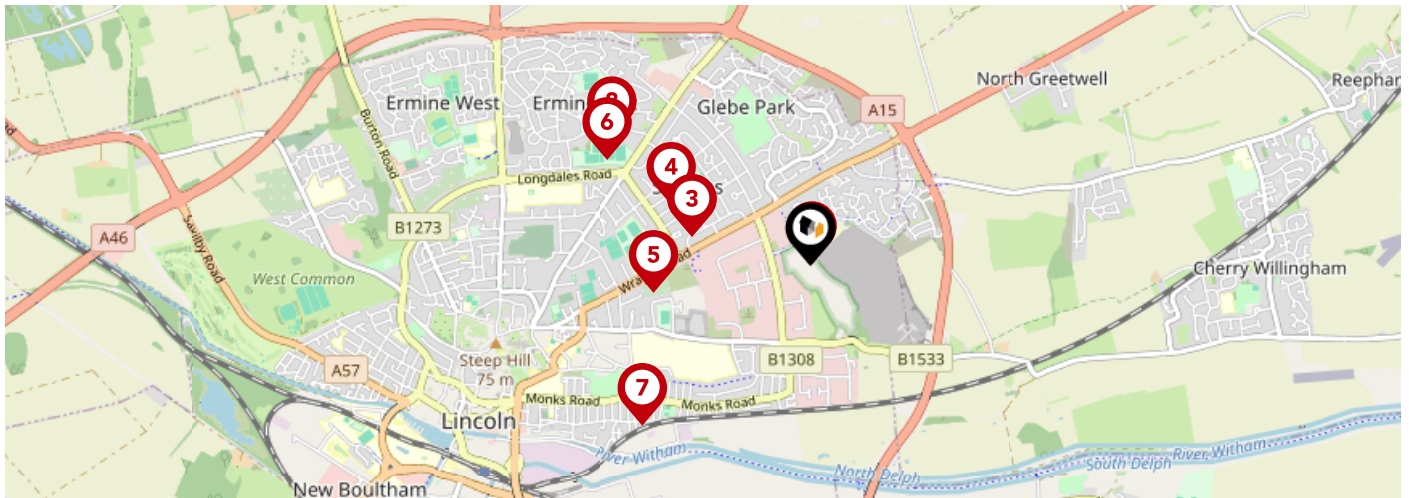 North Greetwell
Reephar
Ermine West
Ermin
Glebe Park
A15
6
4
3
Burton Road
Longdales Road
B1273
A46
Saxilby Road
5
West Common
Cherry Willingham
Steep Hill
75 m
A57
B1308
B1533
7
Monks Road
Monks Road
Lincoln
River Witham
North Delph
South Delph
River Witham
New Boultham